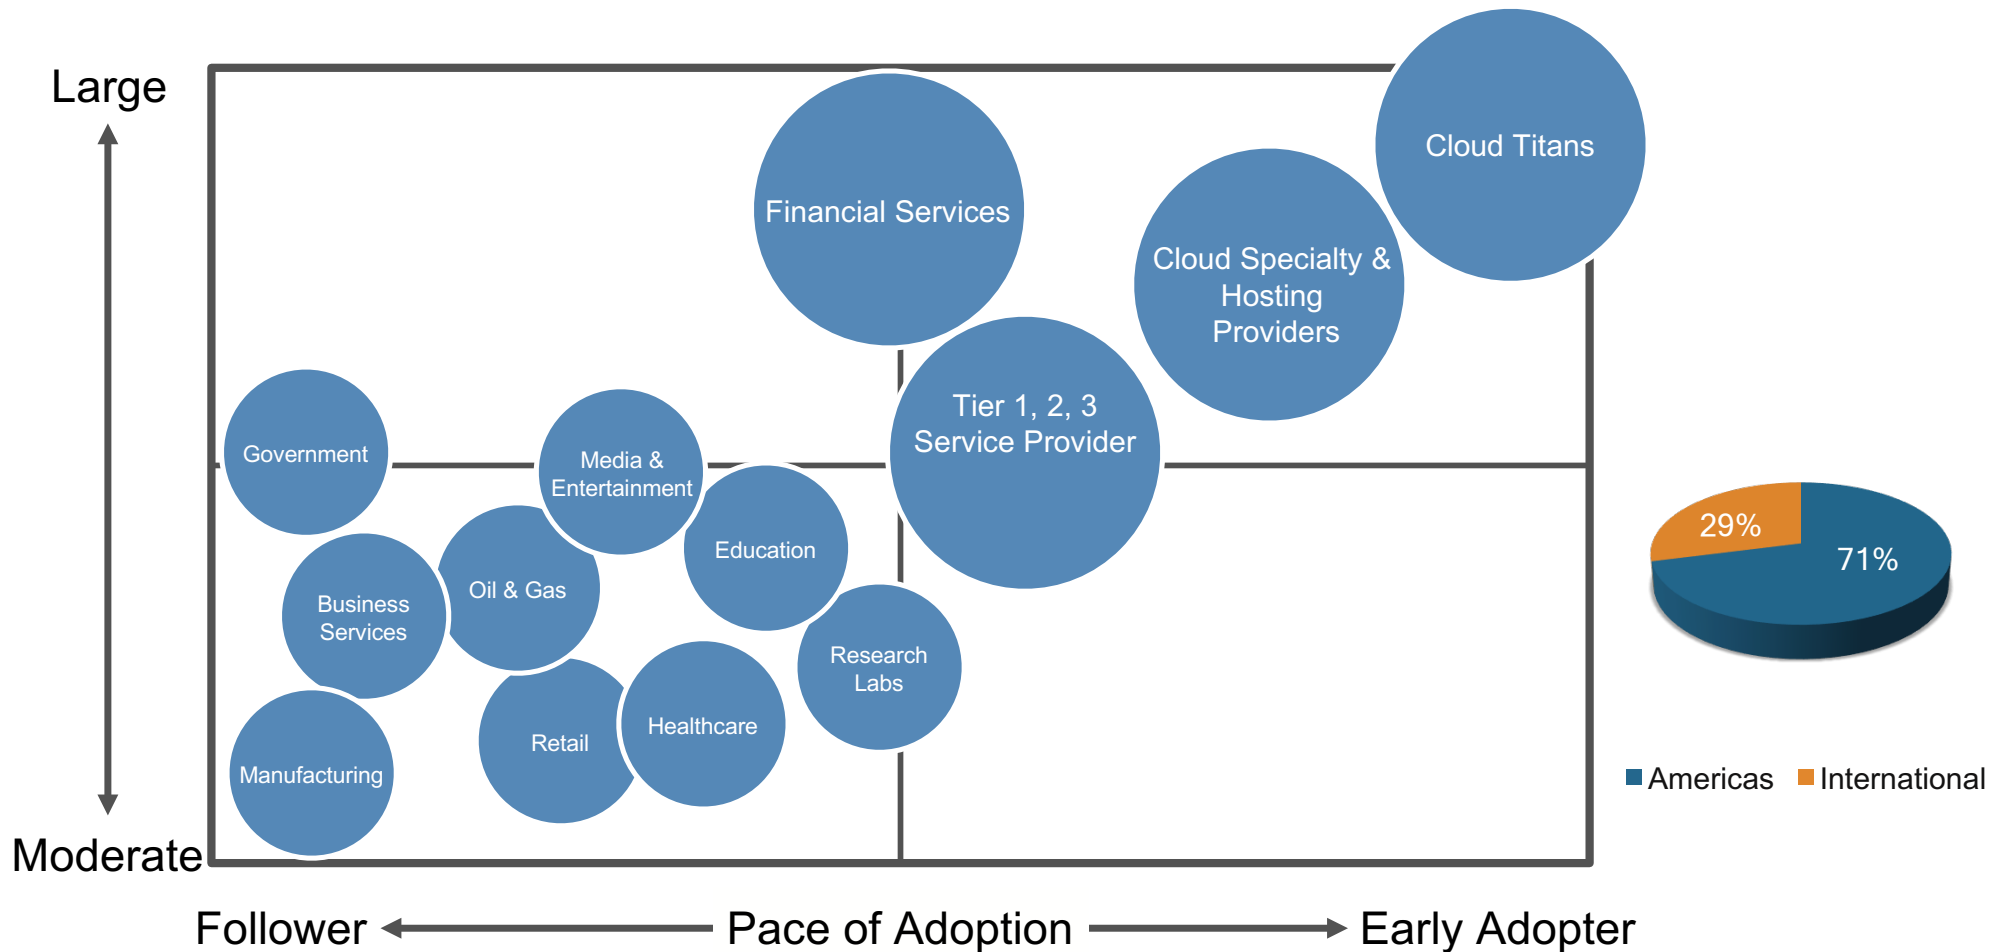 Large
Cloud Titans
Financial Services
Cloud Specialty &
Hosting
Providers
Tier 1, 2, 3
Service Provider
Government
Media &
Entertainment
Education
Oil & Gas
Business
Services
Research
Labs
Healthcare
Retail
Manufacturing
29%
71%
Americas
International
Moderate
Follower
Pace of Adoption
Early Adopter